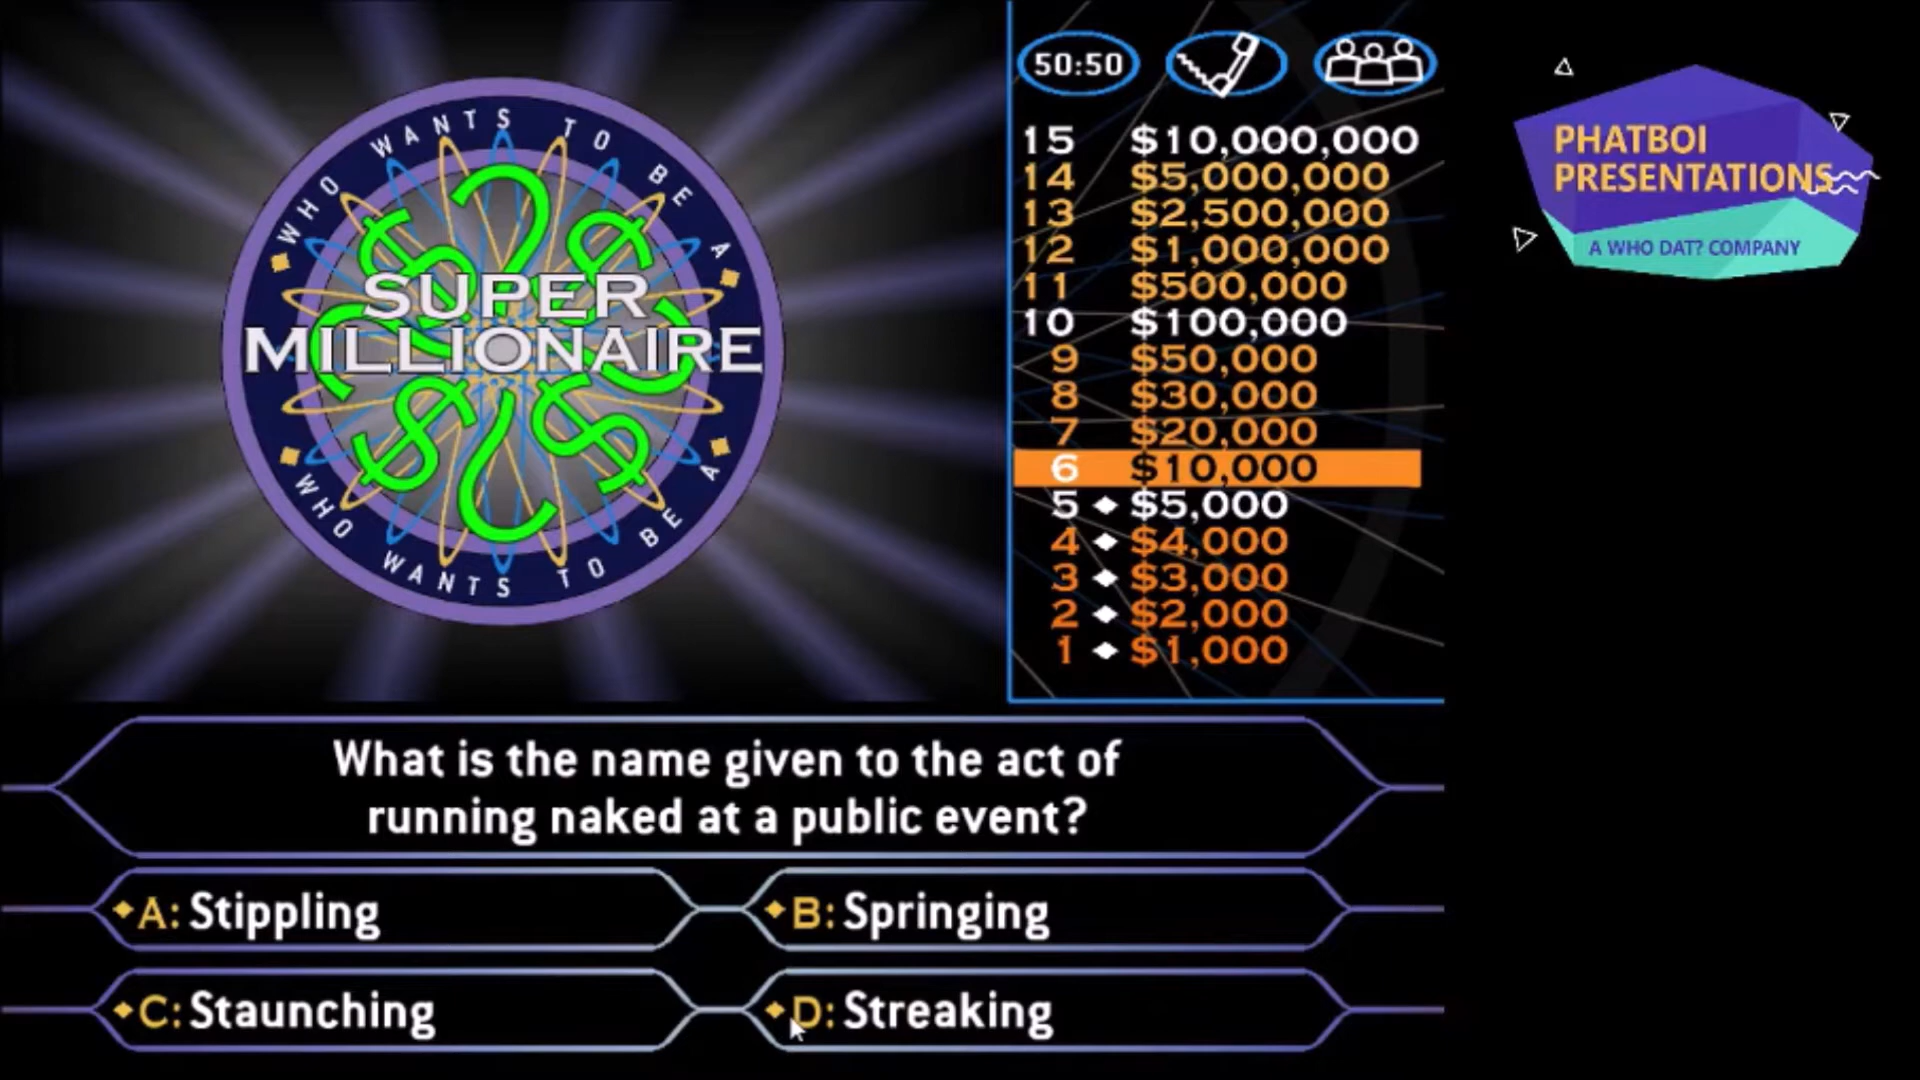 WHO WANTS TO BE A
SUPER
MILLIONAIRE
WHO WANTS TO BE A
50:50
15 $10,000,000
14 $5,000,000
13 $2,500,000
12 $1,000,000
11 $500,000
10 $100,000
9 $50,000
8 $30,000
7 $20,000
6 $10,000
5 $5,000
4 $4,000
3 $3,000
2 $2,000
1 $1,000
PHATBOI
PRESENTATIONS
A WHO DAT? COMPANY
What is the name given to the act of
running naked at a public event?
A: Stippling
B: Springing
C: Staunching
D: Streaking